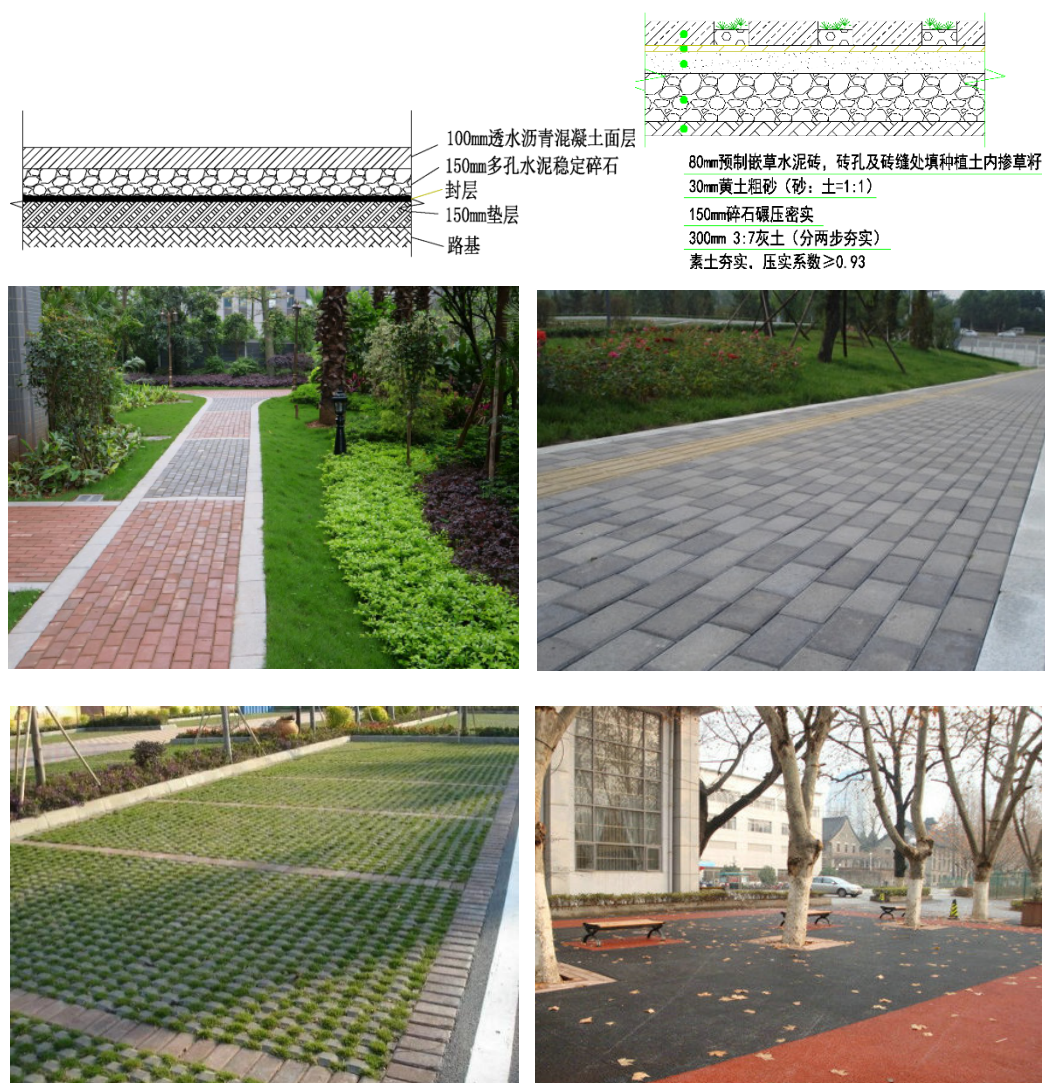 100mm透水沥青混凝土面层
150mm多孔水泥稳定碎石
封层
150mm垫层
路基
80mm预制嵌草水泥砖，砖孔及砖缝处填种植土内掺草籽
30mm黄土粗砂（砂：土=1:1）
150mm碎石碾压密实
300mm 3:7灰土（分两步夯实）
素土夯实，压实系数≥0.93